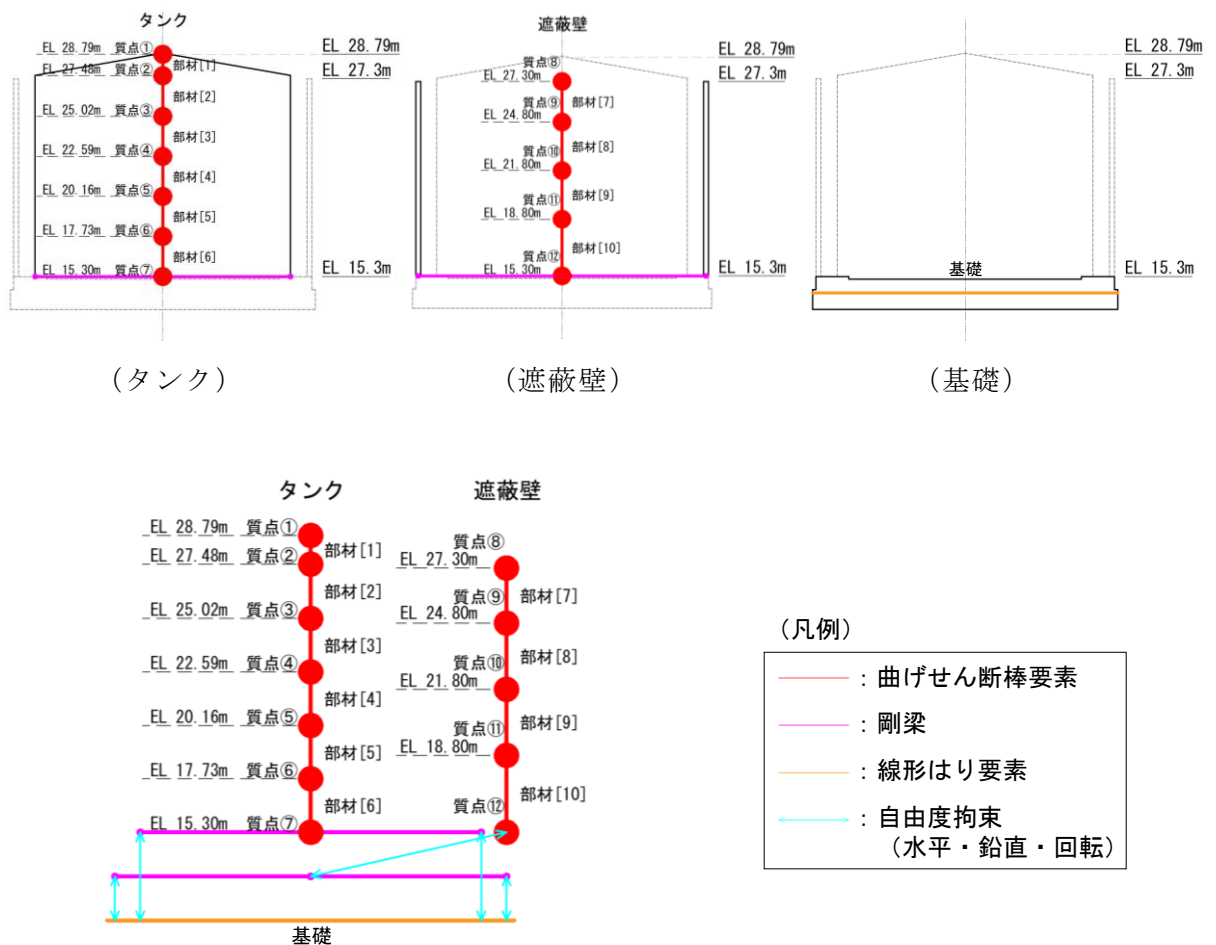 タンク
EL 28.79m 質点①
部材[1]
EL 27.48m 質点②
部材[2]
EL 25.02m 質点③
部材[3]
EL 22.59m 質点④
部材[4]
EL 20.16m 質点⑤
部材[5]
EL 17.73m 質点⑥
部材[6]
EL 15.30m 質点⑦
EL 28.79m
EL 27.3m
EL 15.3m
(タンク)
遮蔽壁
質点⑧
EL 27.30m
部材[7]
質点⑨
EL 24.80m
部材[8]
質点⑩
EL 21.80m
部材[9]
質点⑪
EL 18.80m
部材[10]
質点⑫
EL 15.30m
EL 28.79m
EL 27.3m
EL 15.3m
(遮蔽壁)
EL 28.79m
EL 27.3m
基礎
EL 15.3m
(基礎)
タンク
EL 28.79m 質点①
部材[1]
EL 27.48m 質点②
部材[2]
EL 25.02m 質点③
部材[3]
EL 22.59m 質点④
部材[4]
EL 20.16m 質点⑤
部材[5]
EL 17.73m 質点⑥
部材[6]
EL 15.30m 質点⑦
遮蔽壁
質点⑧
EL 27.30m
部材[7]
質点⑨
EL 24.80m
部材[8]
質点⑩
EL 21.80m
部材[9]
質点⑪
EL 18.80m
部材[10]
質点⑫
基礎
(凡例)
:曲げせん断棒要素
:剛梁
:線形はり要素
:自由度拘束
(水平・鉛直・回転)